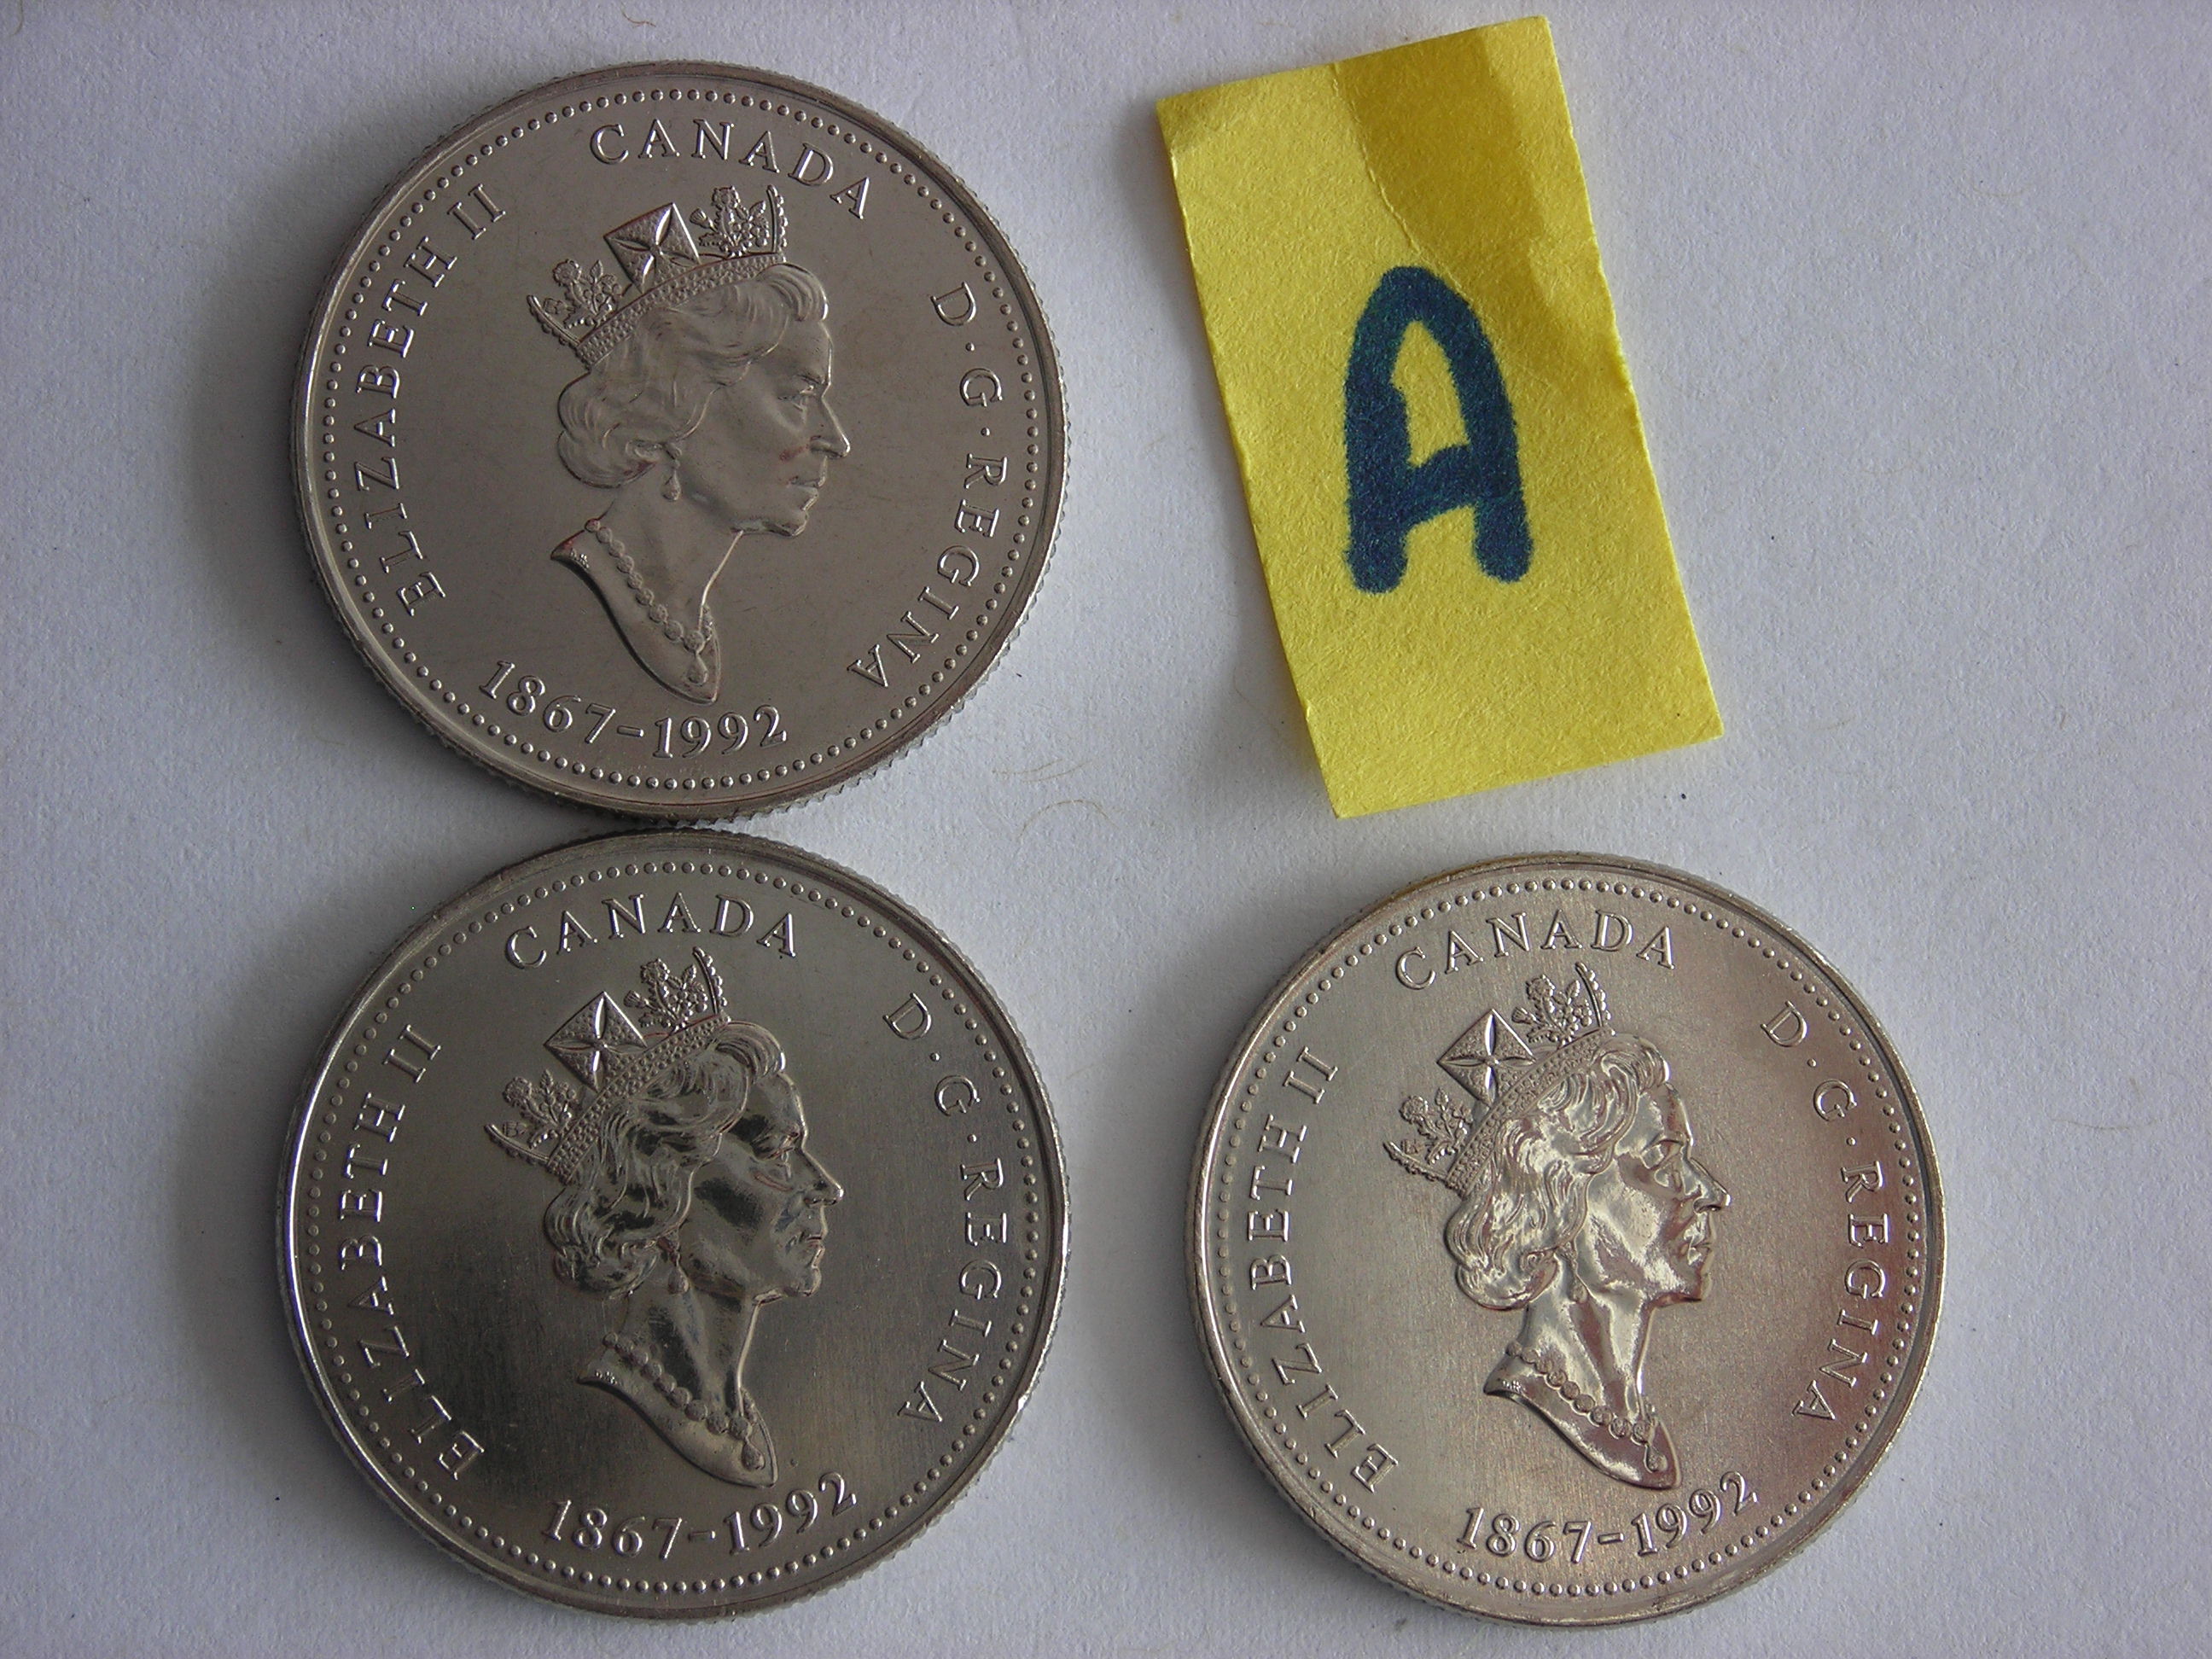 ELIZABETH II CANADA D·G·REGINA
1867-1992
A
ELIZABETH II CANADA D·G·REGINA
1867-1992
ELIZABETH II CANADA D·G·REGINA
1867-1992